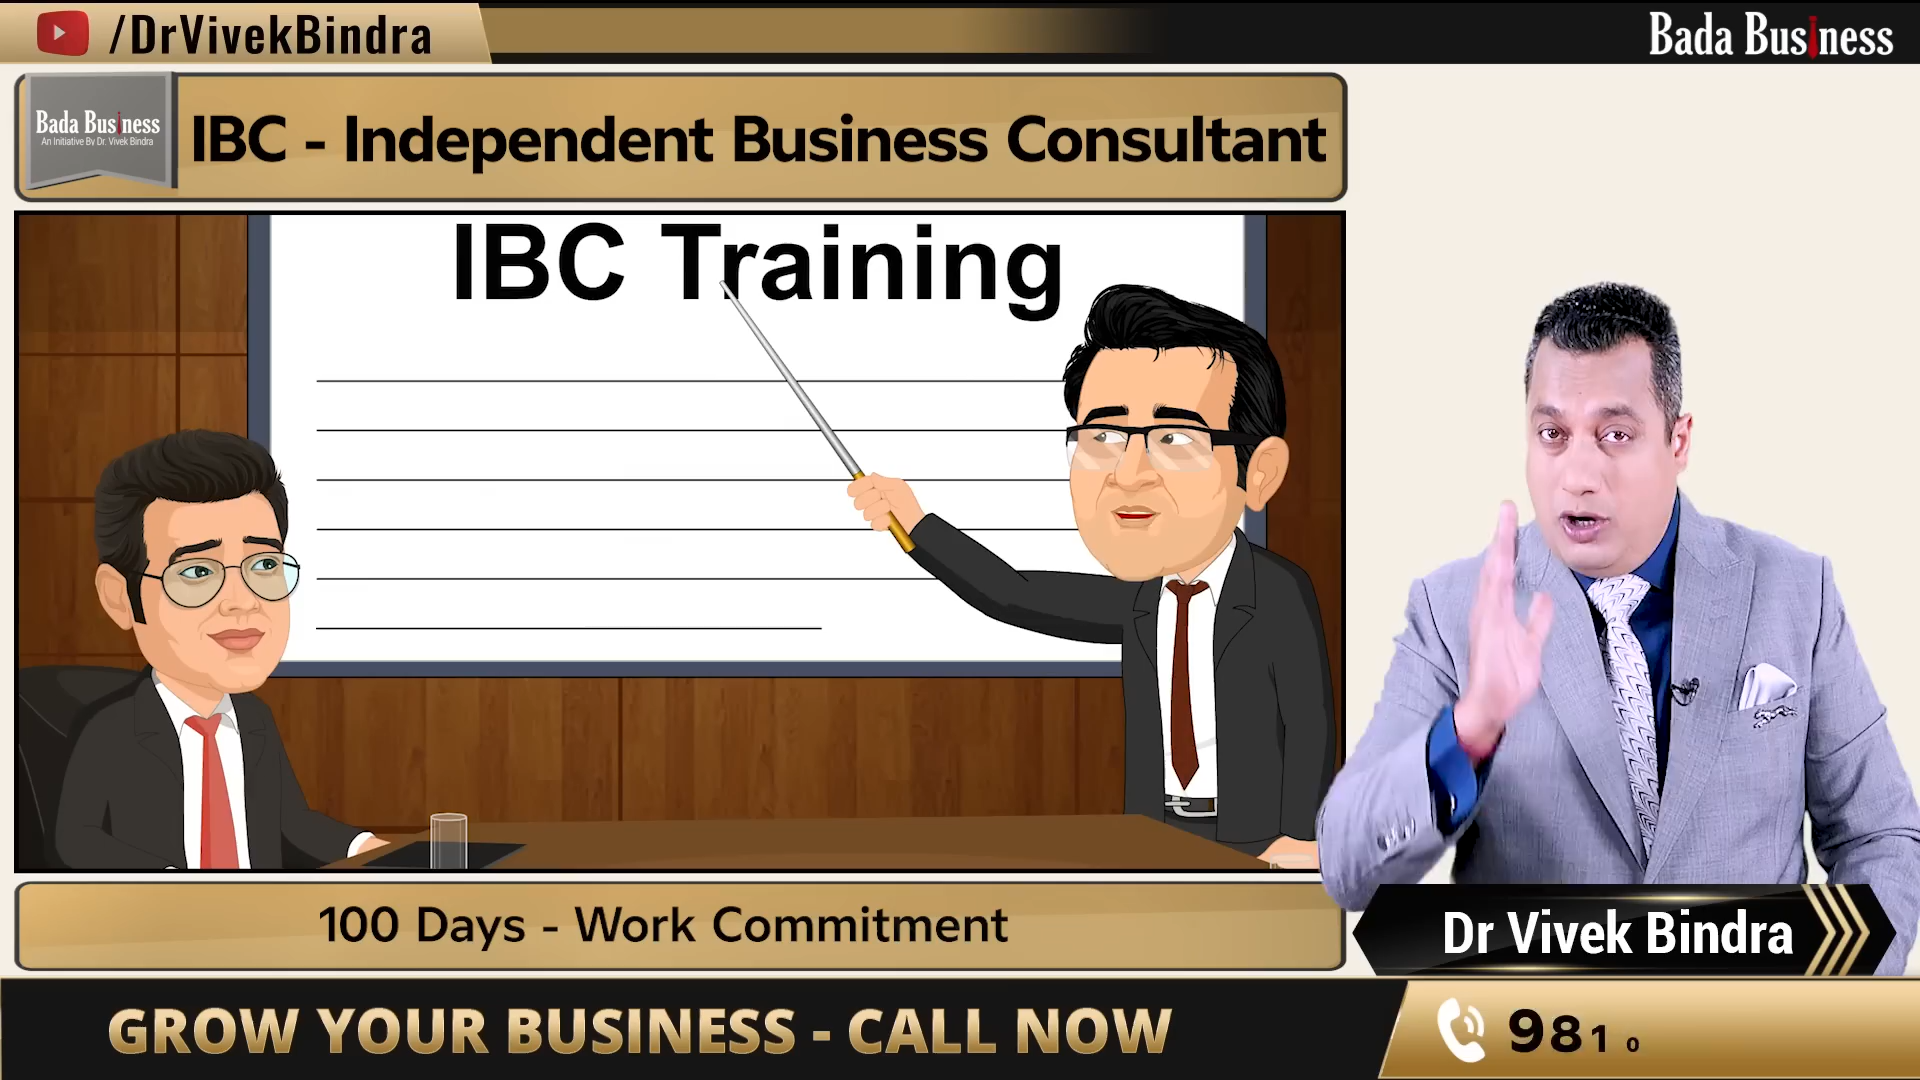 /DrVivekBindra
Bada Business
Bada Business
An Initiative By Dr. Vivek Bindra
IBC - Independent Business Consultant
IBC Training
100 Days - Work Commitment
Dr Vivek Bindra
GROW YOUR BUSINESS - CALL NOW
9810